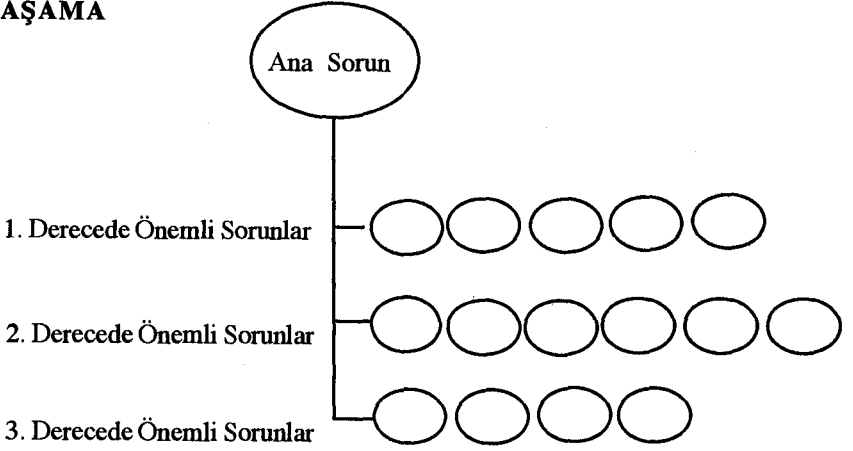 AŞAMA
Ana Sorun
1. Derecede Önemli Sorunlar
2. Derecede Önemli Sorunlar
3. Derecede Önemli Sorunlar